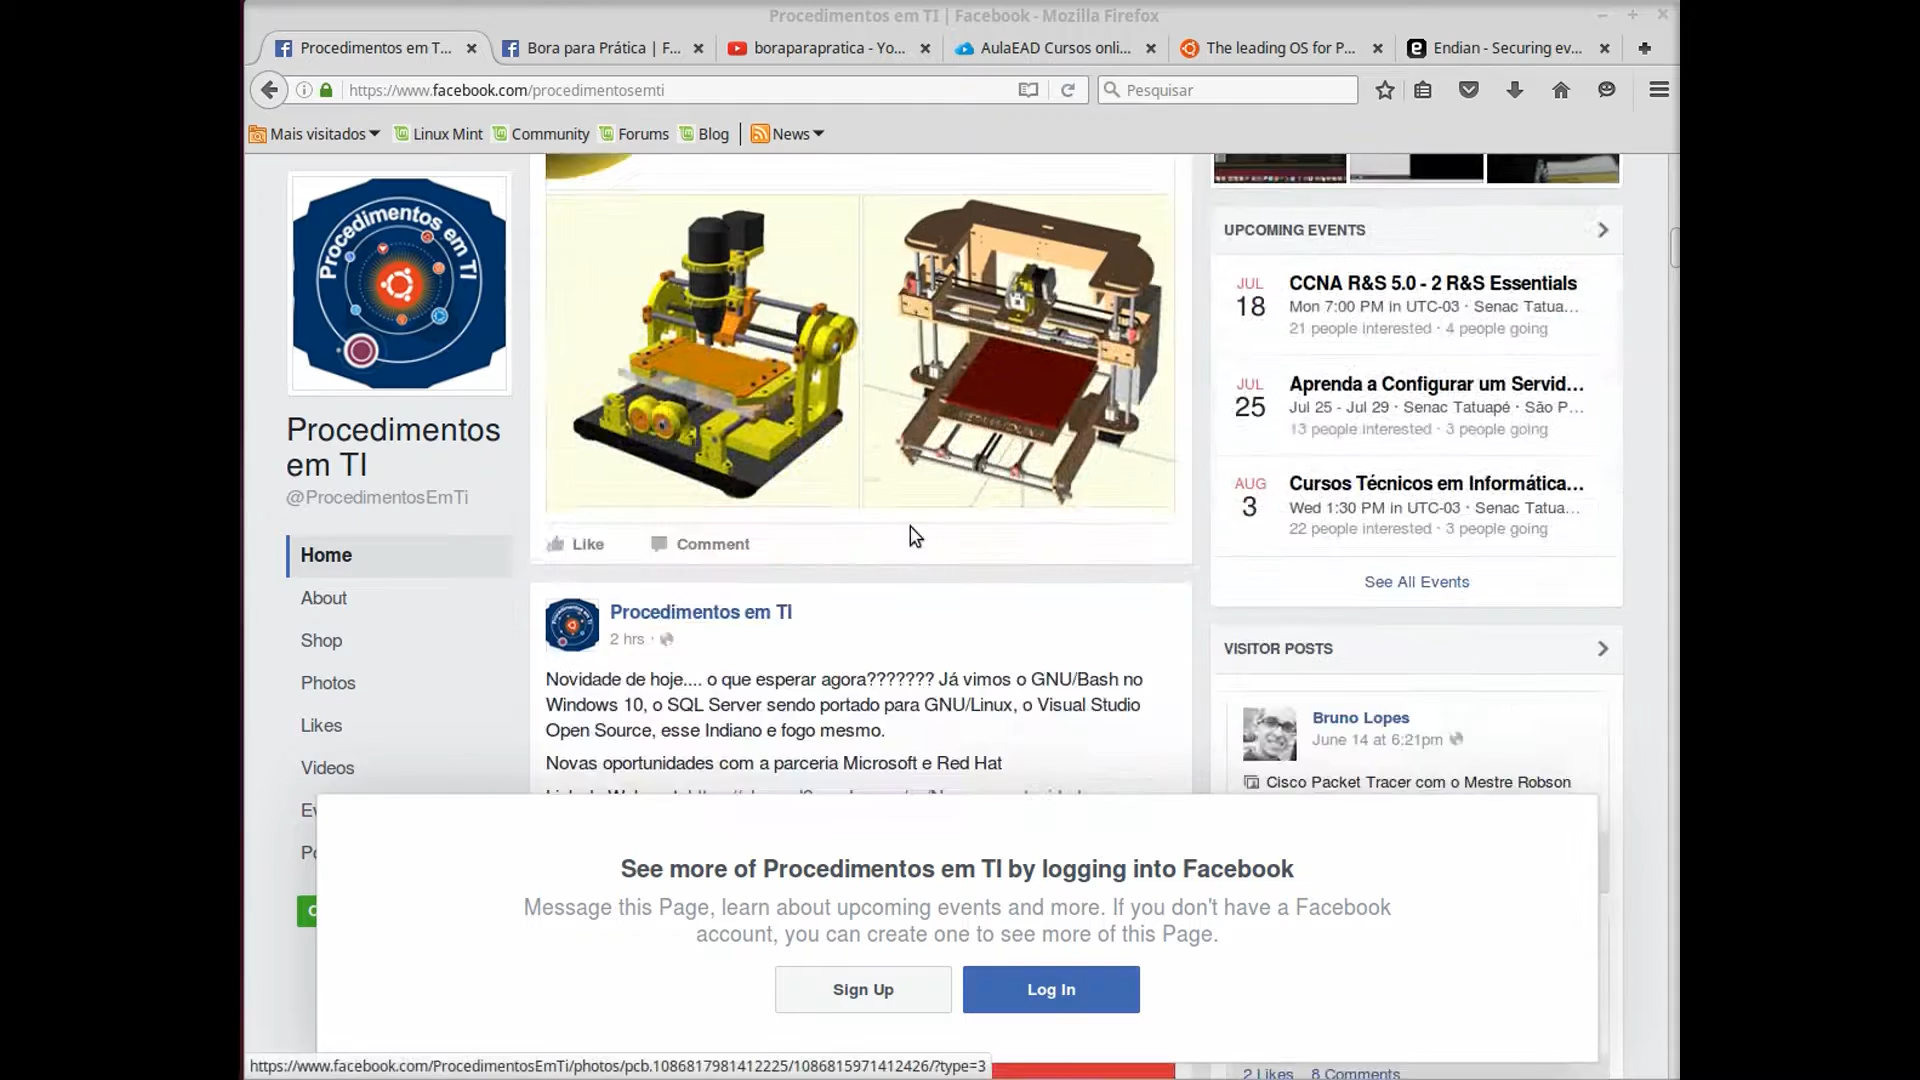 Procedimentos em TI | Facebook - Mozilla Firefox
Procedimentos em T...
Bora para Prática | F...
boraparapratica - Yo...
AulaEAD Cursos onli...
The leading OS for P...
Endian - Securing ev...
https://www.facebook.com/procedimentosemti
Pesquisar
Mais visitados
Linux Mint
Community
Forums
Blog
News
Procedimentos em TI
Procedimentos
em TI
@ProcedimentosEmTi
Home
About
Shop
Photos
Likes
Videos
Like
Comment
Procedimentos em TI
2 hrs ·
Novidade de hoje.... o que esperar agora??????? Já vimos o GNU/Bash no
Windows 10, o SQL Server sendo portado para GNU/Linux, o Visual Studio
Open Source, esse Indiano e fogo mesmo.
Novas oportunidades com a parceria Microsoft e Red Hat
UPCOMING EVENTS
JUL
18
CCNA R&S 5.0 - 2 R&S Essentials
Mon 7:00 PM in UTC-03 · Senac Tatua...
21 people interested · 4 people going
JUL
25
Aprenda a Configurar um Servid...
Jul 25 - Jul 29 · Senac Tatuapé · São P...
13 people interested · 3 people going
AUG
3
Cursos Técnicos em Informática...
Wed 1:30 PM in UTC-03 · Senac Tatua...
22 people interested · 3 people going
See All Events
VISITOR POSTS
Bruno Lopes
June 14 at 6:21pm
Cisco Packet Tracer com o Mestre Robson
See more of Procedimentos em TI by logging into Facebook
Message this Page, learn about upcoming events and more. If you don't have a Facebook
account, you can create one to see more of this Page.
Sign Up
Log In
https://www.facebook.com/ProcedimentosEmTi/photos/pcb.1086817981412225/1086815971412426/?type=3
2 Likes 8 Comments